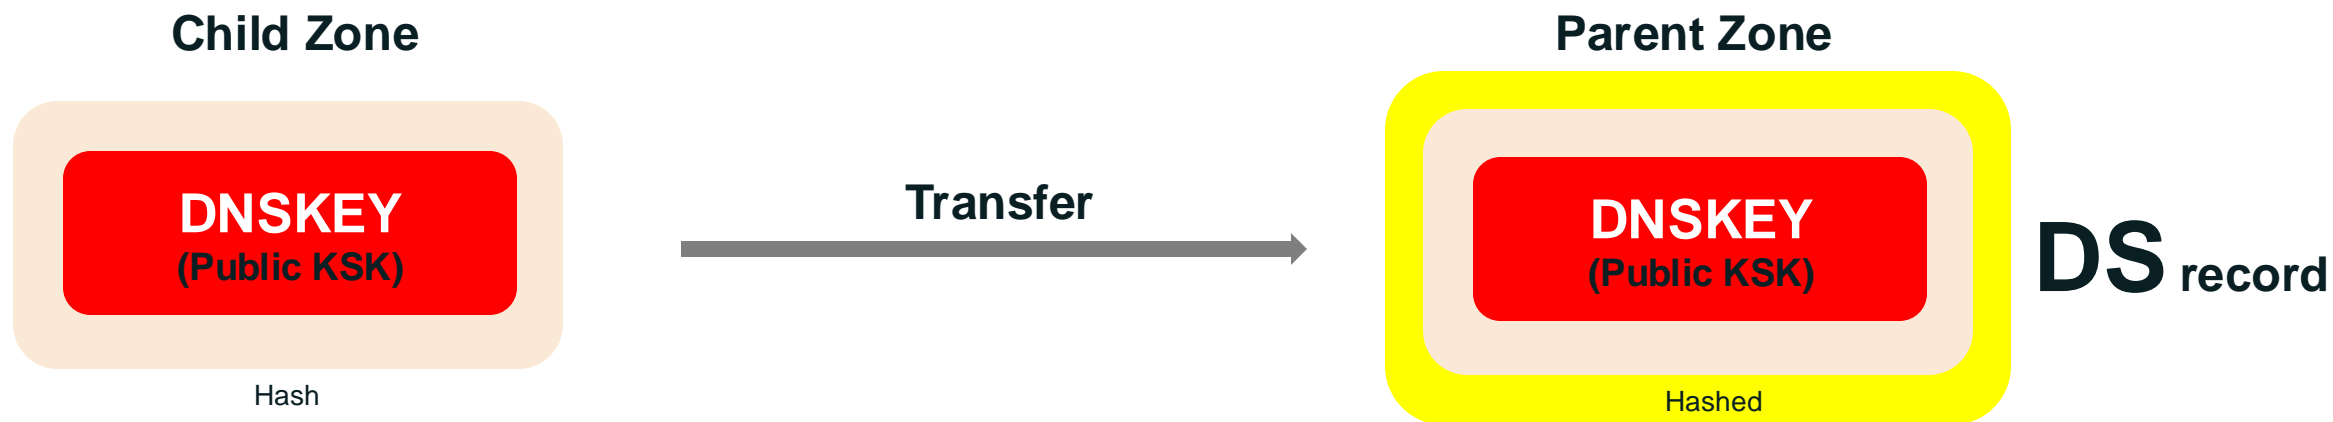 Child Zone
DNSKEY
(Public KSK)
Hash
Transfer
Parent Zone
DNSKEY
(Public KSK)
Hashed
DS record